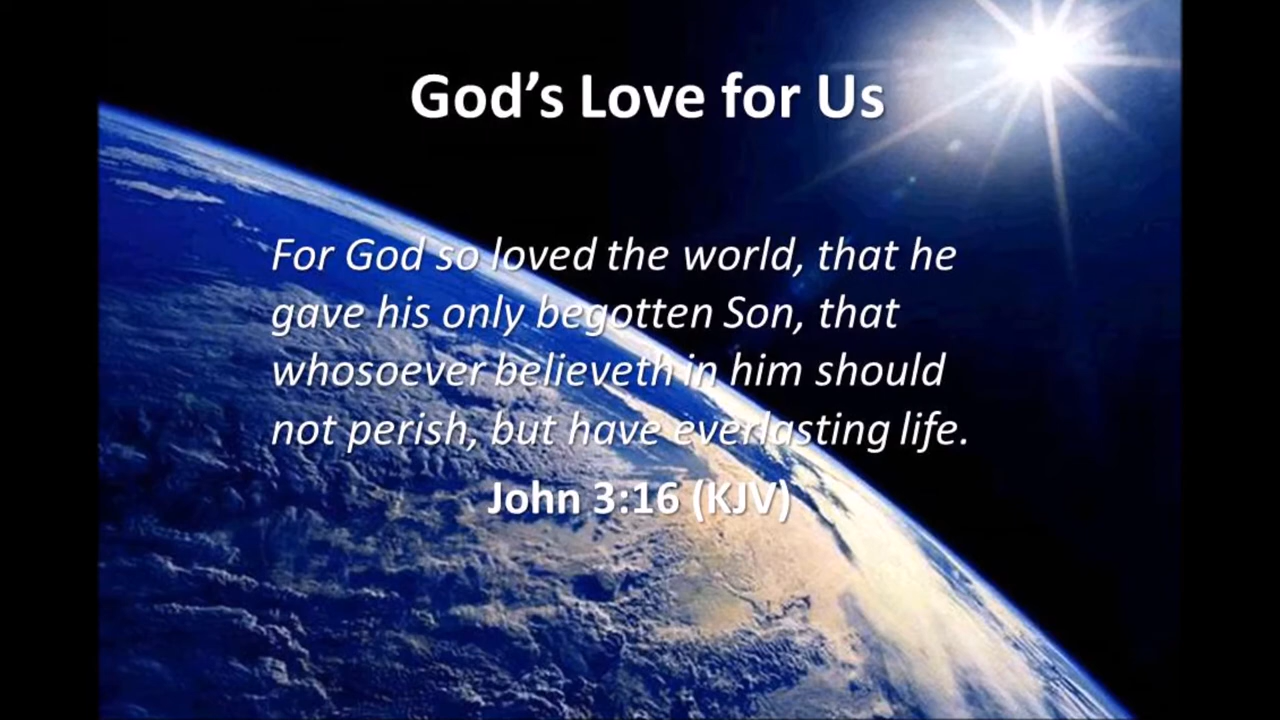 God’s Love for Us
For God so loved the world, that he
gave his only begotten Son, that
whosoever believeth in him should
not perish, but have everlasting life.
John 3:16 (KJV)